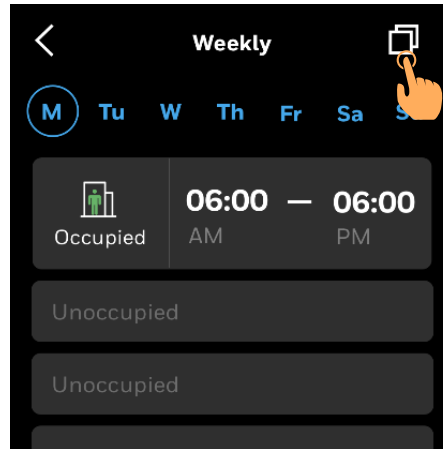 Weekly
M Tu W Th Fr Sa S
Occupied 06:00 — 06:00
AM PM
Unoccupied
Unoccupied